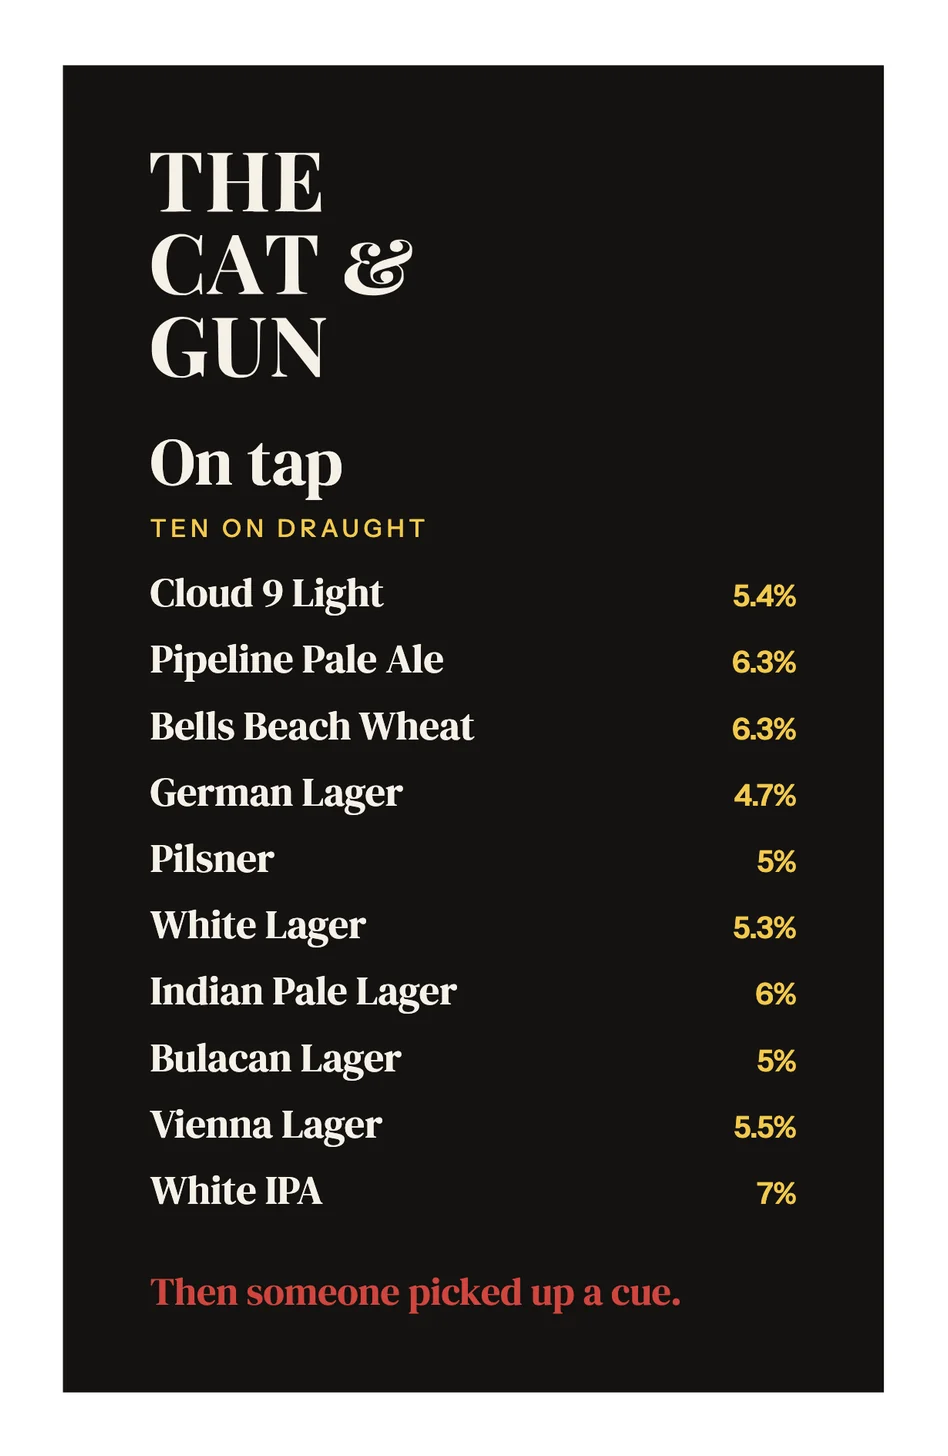 THE
CAT &
GUN
On tap
TEN ON DRAUGHT
Cloud 9 Light 5.4%
Pipeline Pale Ale 6.3%
Bells Beach Wheat 6.3%
German Lager 4.7%
Pilsner 5%
White Lager 5.3%
Indian Pale Lager 6%
Bulacan Lager 5%
Vienna Lager 5.5%
White IPA 7%
Then someone picked up a cue.